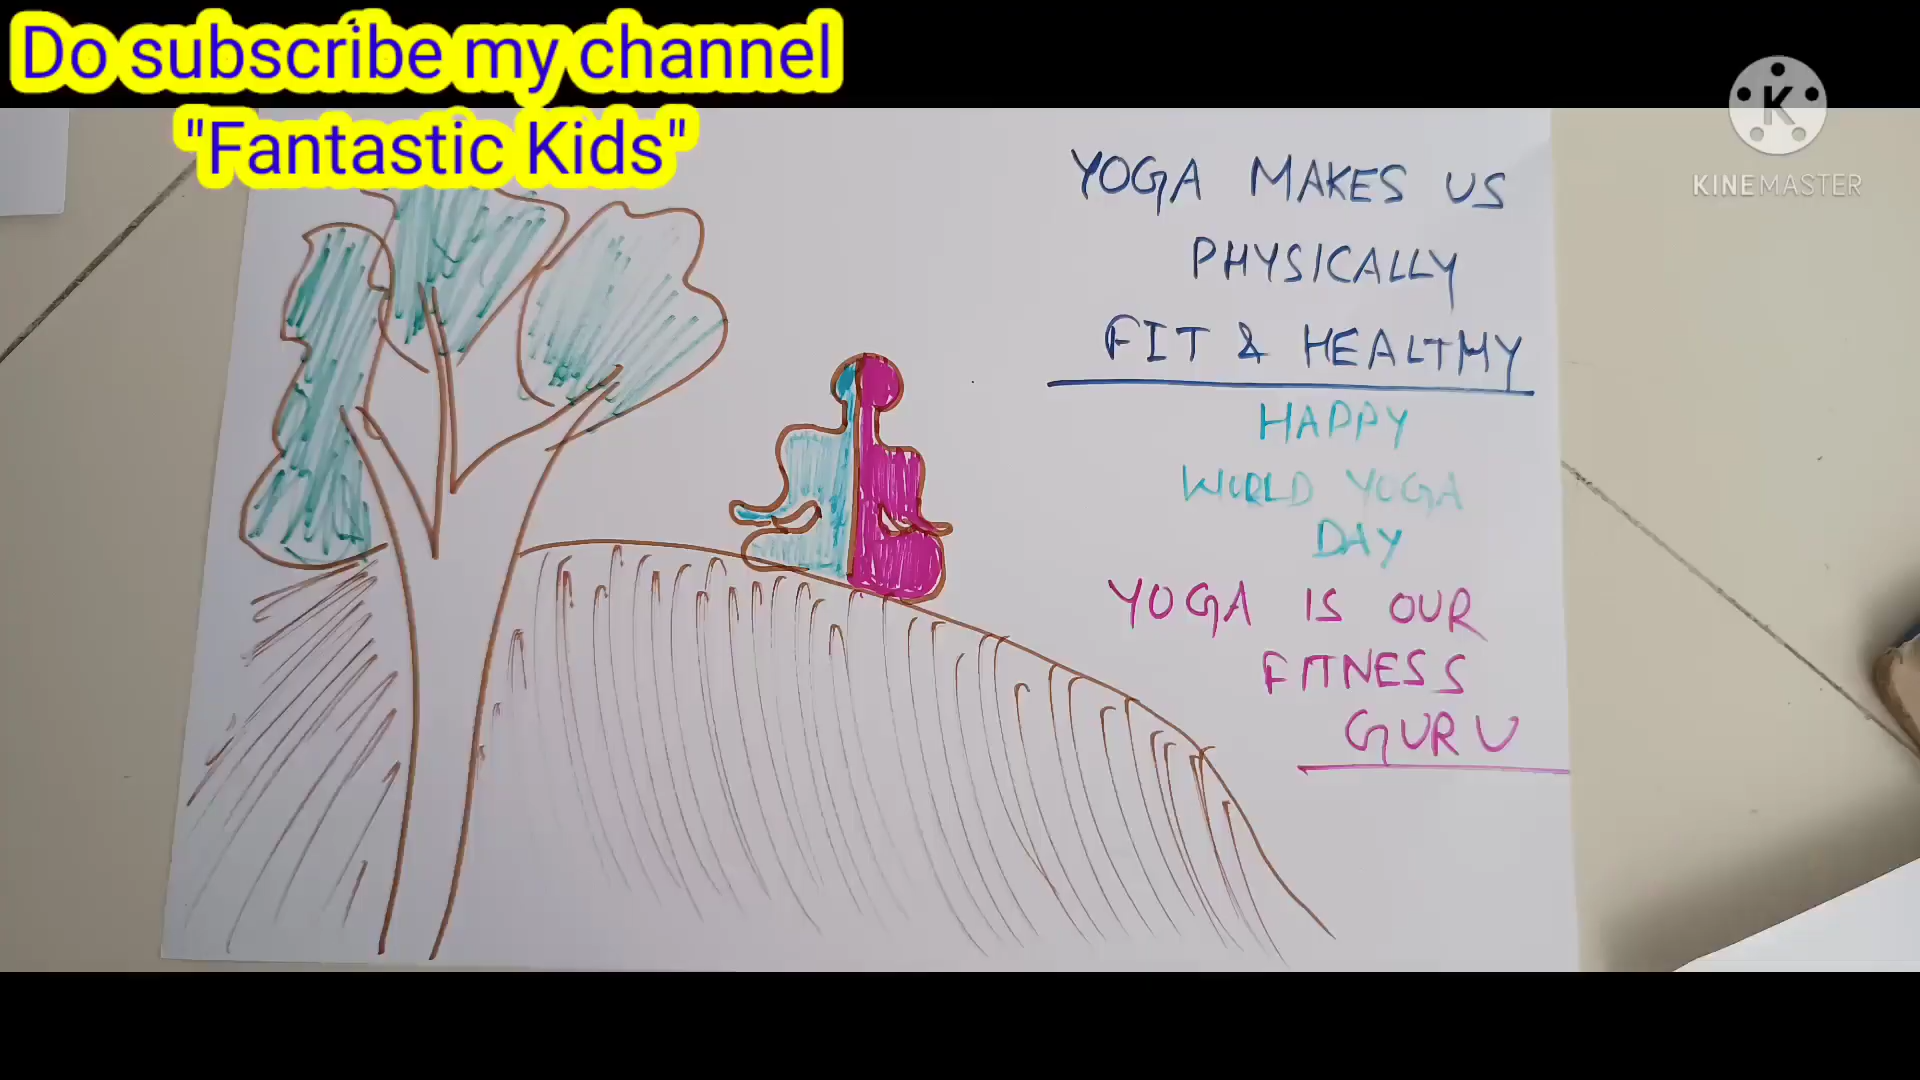 Do subscribe my channel
"Fantastic Kids"
K
KINEMASTER
YOGA MAKES US
PHYSICALLY
FIT & HEALTHY
HAPPY
WORLD YOGA
DAY
YOGA IS OUR
FITNESS
GURU